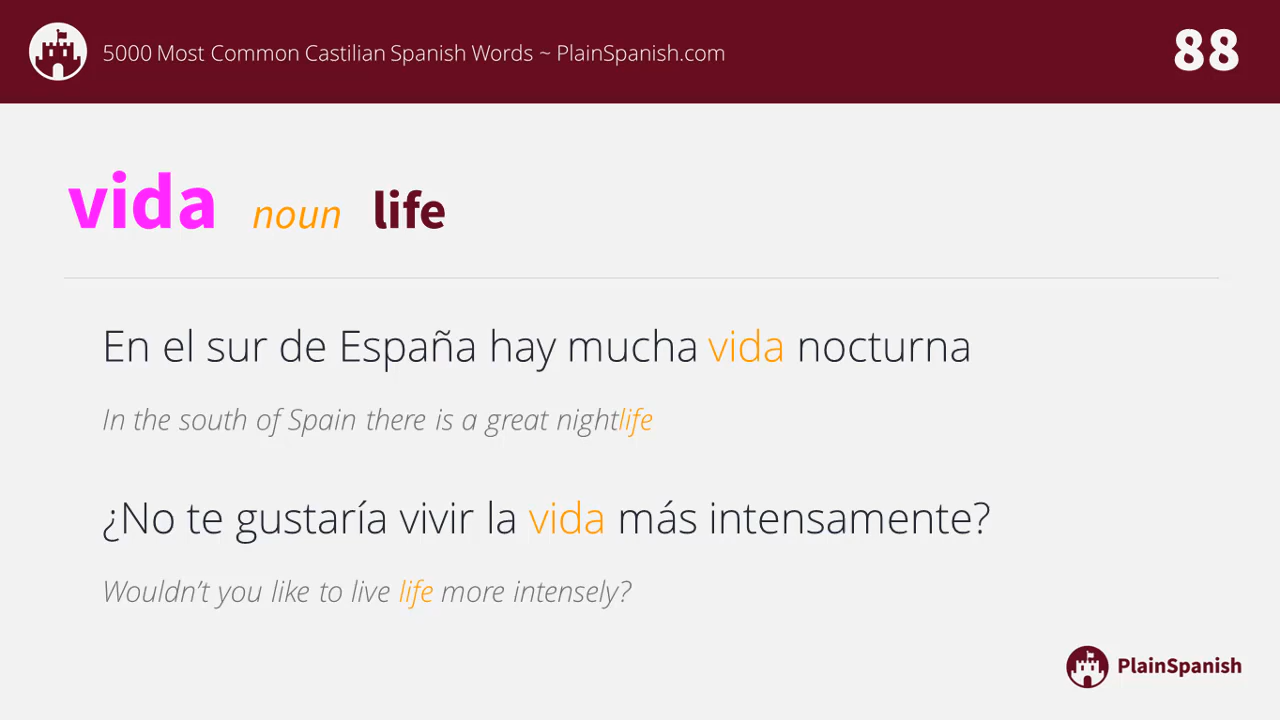 5000 Most Common Castilian Spanish Words ~ PlainSpanish.com
88
vida noun life
En el sur de España hay mucha vida nocturna
In the south of Spain there is a great nightlife
¿No te gustaría vivir la vida más intensamente?
Wouldn’t you like to live life more intensely?
PlainSpanish